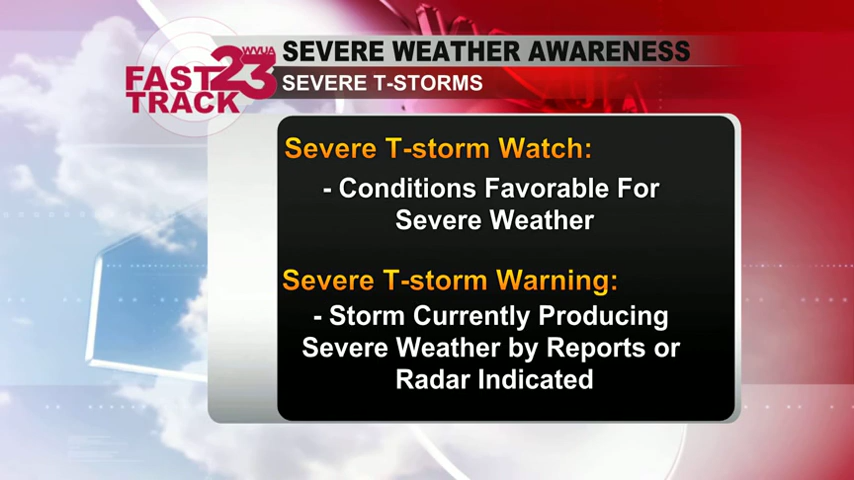 WVUA
FAST 23
TRACK
SEVERE WEATHER AWARENESS
SEVERE T-STORMS
Severe T-storm Watch:
- Conditions Favorable For
Severe Weather
Severe T-storm Warning:
- Storm Currently Producing
Severe Weather by Reports or
Radar Indicated